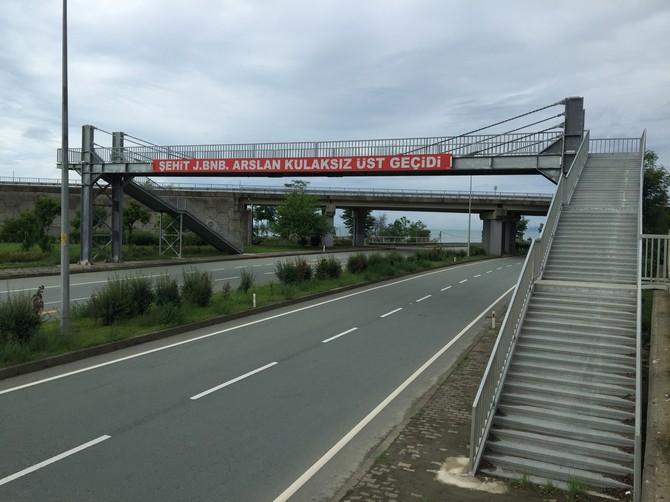 ŞEHİT J.BNB. ARSLAN KULAKSIZ ÜST GEÇİDİ